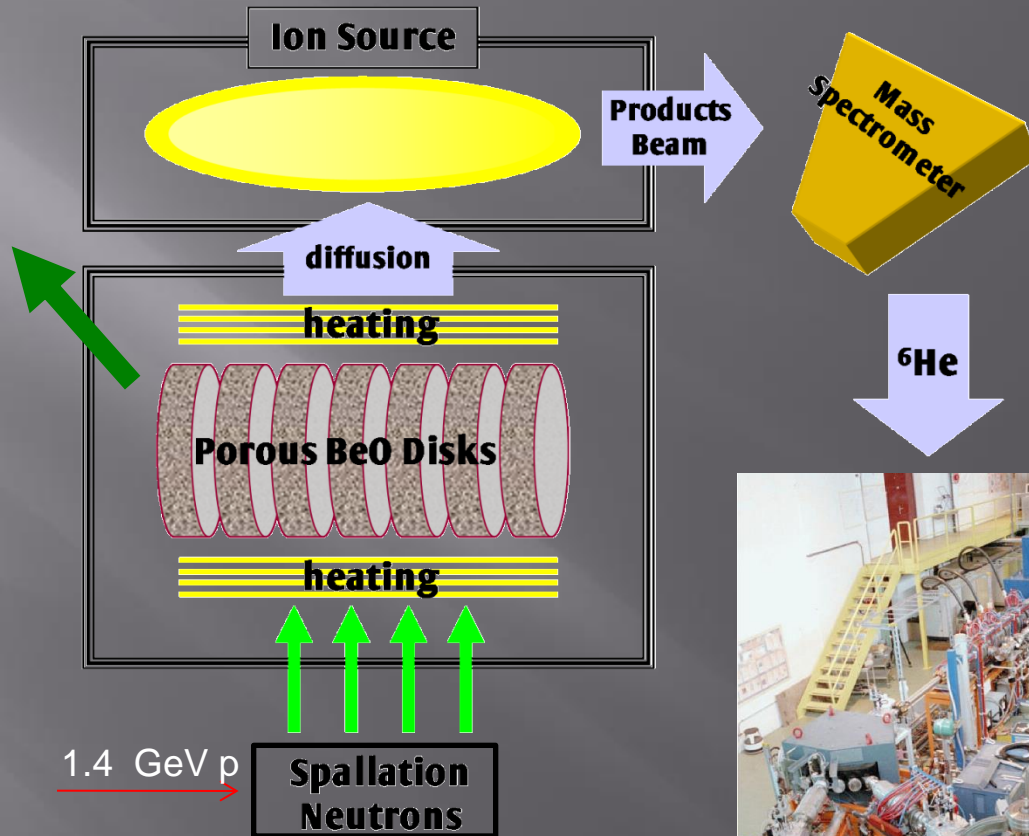 Ion Source
Products
Beam
Mass
Spectrometer
diffusion
heating
⁶He
Porous BeO Disks
heating
1.4 GeV p
Spallation
Neutrons